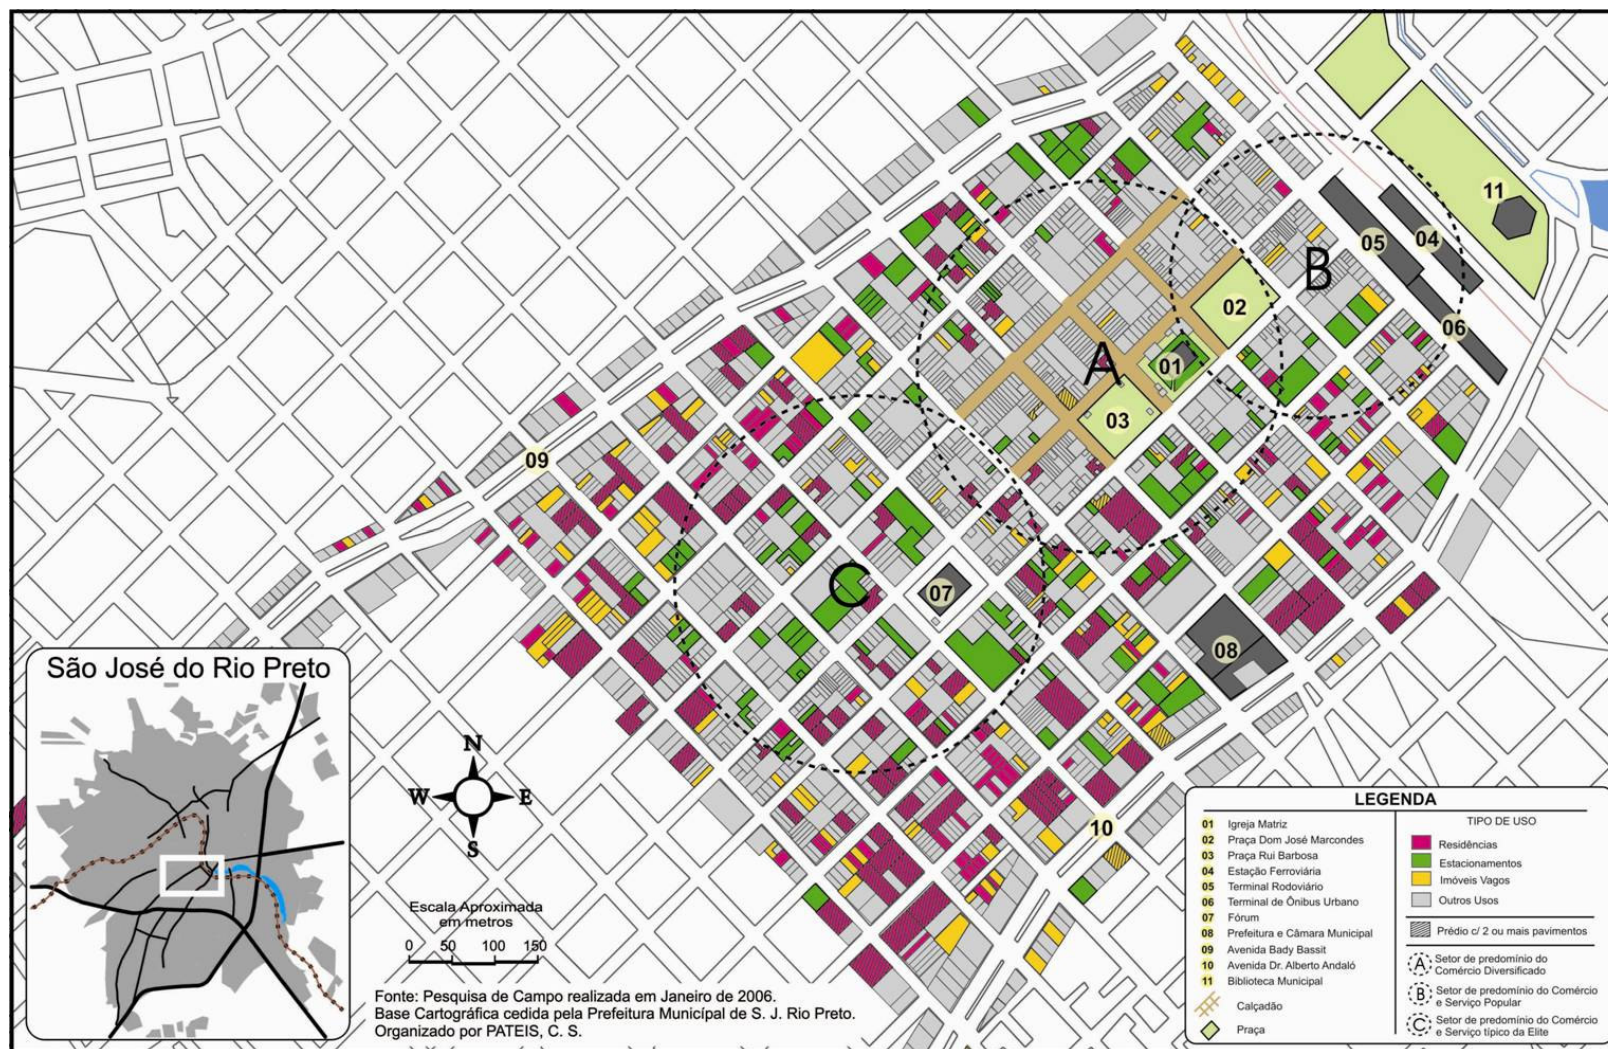 11
05
04
B
02
06
A
01
03
09
C
07
08
10
São José do Rio Preto
N
W
E
S
Escala Aproximada
em metros
0 50 100 150
Fonte: Pesquisa de Campo realizada em Janeiro de 2006.
Base Cartográfica cedida pela Prefeitura Municípal de S. J. Rio Preto.
Organizado por PATEIS, C. S.
LEGENDA
01 Igreja Matriz
02 Praça Dom José Marcondes
03 Praça Rui Barbosa
04 Estação Ferroviária
05 Terminal Rodoviário
06 Terminal de Ônibus Urbano
07 Fórum
08 Prefeitura e Câmara Municipal
09 Avenida Bady Bassit
10 Avenida Dr. Alberto Andaló
11 Biblioteca Municipal
Calçadão
Praça
TIPO DE USO
Residências
Estacionamentos
Imóveis Vagos
Outros Usos
Prédio c/ 2 ou mais pavimentos
A Setor de predomínio do
Comércio Diversificado
B Setor de predomínio do Comércio
e Serviço Popular
C Setor de predomínio do Comércio
e Serviço típico da Elite